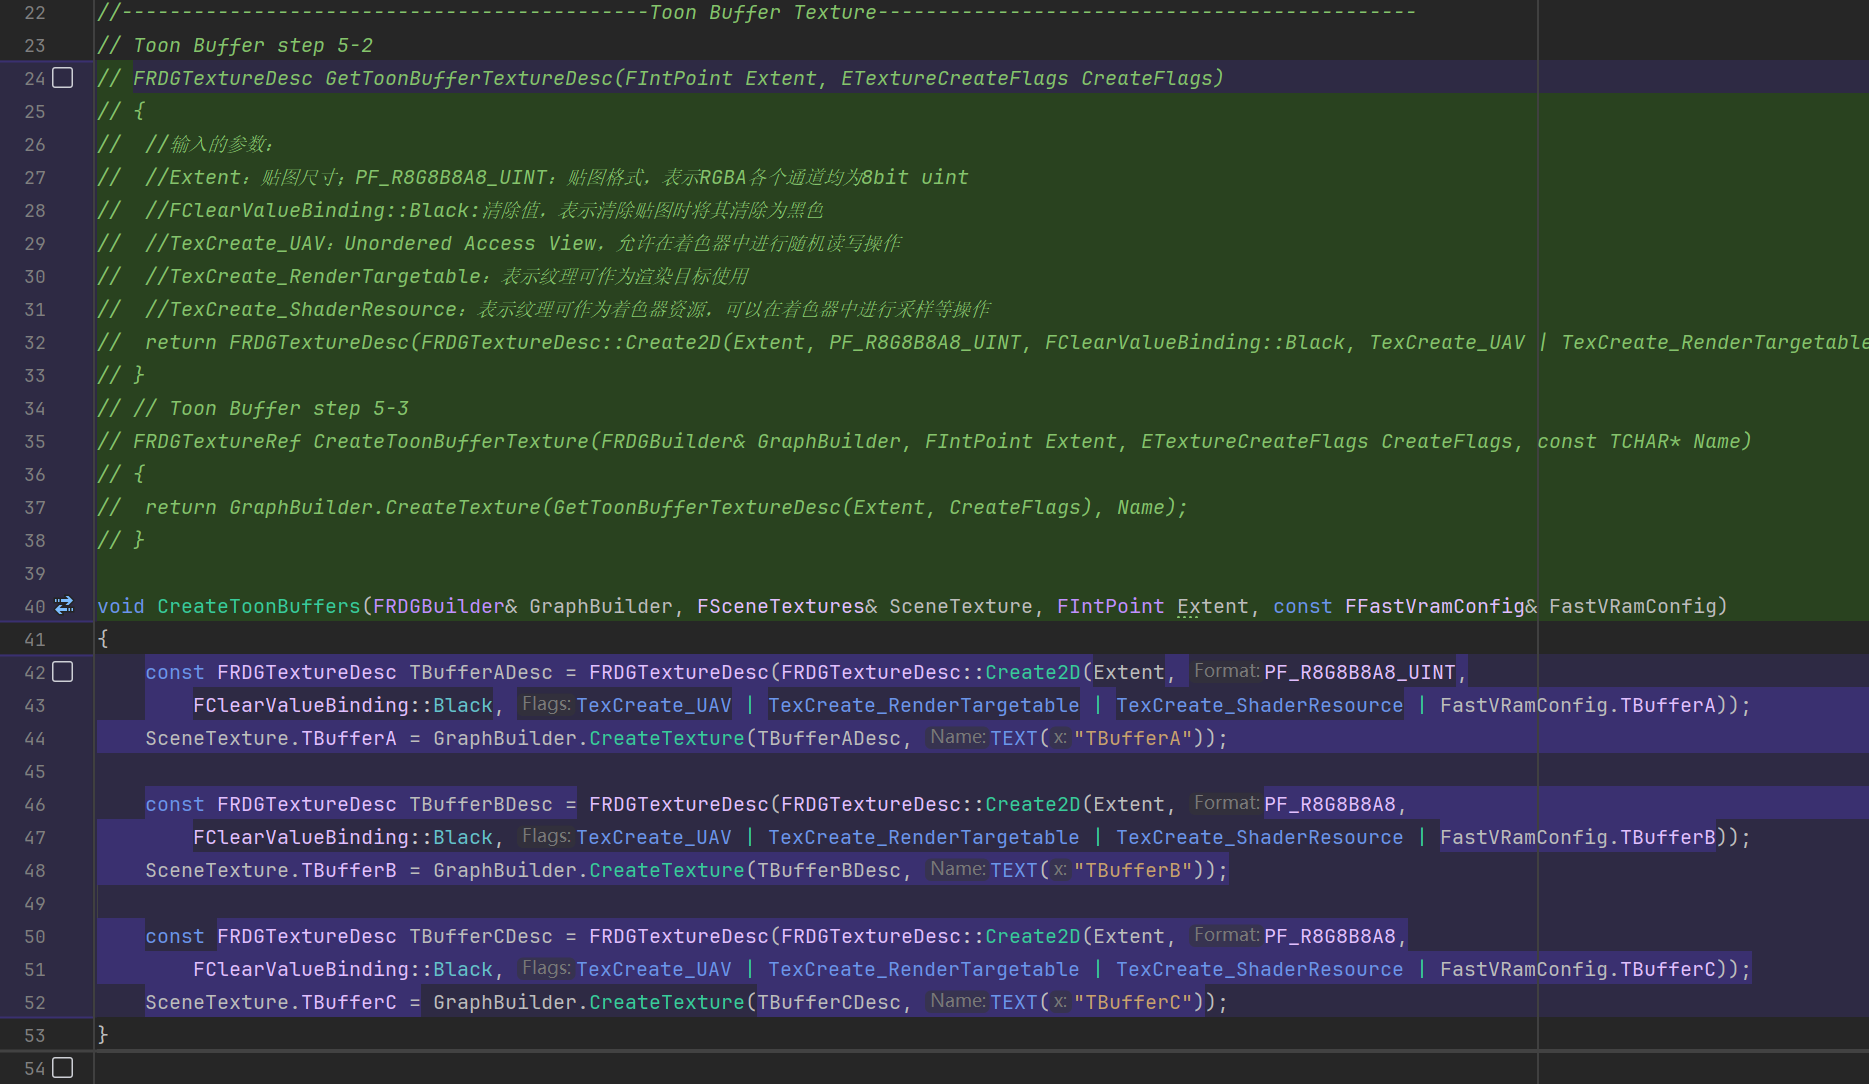 22 //--------------------------------------------Toon Buffer Texture---------------------------------------------
23 // Toon Buffer step 5-2
24 // FRDGTextureDesc GetToonBufferTextureDesc(FIntPoint Extent, ETextureCreateFlags CreateFlags)
25 // {
26 //  //输入的参数：
27 //  //Extent：贴图尺寸；PF_R8G8B8A8_UINT：贴图格式，表示RGBA各个通道均为8bit uint
28 //  //FClearValueBinding::Black:清除值，表示清除贴图时将其清除为黑色
29 //  //TexCreate_UAV：Unordered Access View，允许在着色器中进行随机读写操作
30 //  //TexCreate_RenderTargetable：表示纹理可作为渲染目标使用
31 //  //TexCreate_ShaderResource：表示纹理可作为着色器资源，可以在着色器中进行采样等操作
32 //  return FRDGTextureDesc(FRDGTextureDesc::Create2D(Extent, PF_R8G8B8A8_UINT, FClearValueBinding::Black, TexCreate_UAV | TexCreate_RenderTargetable
33 // }
34 // // Toon Buffer step 5-3
35 // FRDGTextureRef CreateToonBufferTexture(FRDGBuilder& GraphBuilder, FIntPoint Extent, ETextureCreateFlags CreateFlags, const TCHAR* Name)
36 // {
37 //  return GraphBuilder.CreateTexture(GetToonBufferTextureDesc(Extent, CreateFlags), Name);
38 // }
39
40 void CreateToonBuffers(FRDGBuilder& GraphBuilder, FSceneTextures& SceneTexture, FIntPoint Extent, const FFastVramConfig& FastVRamConfig)
41 {
42     const FRDGTextureDesc TBufferADesc = FRDGTextureDesc(FRDGTextureDesc::Create2D(Extent, Format: PF_R8G8B8A8_UINT,
43         FClearValueBinding::Black, Flags: TexCreate_UAV | TexCreate_RenderTargetable | TexCreate_ShaderResource | FastVRamConfig.TBufferA));
44     SceneTexture.TBufferA = GraphBuilder.CreateTexture(TBufferADesc, Name: TEXT( x: "TBufferA"));
45
46     const FRDGTextureDesc TBufferBDesc = FRDGTextureDesc(FRDGTextureDesc::Create2D(Extent, Format: PF_R8G8B8A8,
47         FClearValueBinding::Black, Flags: TexCreate_UAV | TexCreate_RenderTargetable | TexCreate_ShaderResource | FastVRamConfig.TBufferB));
48     SceneTexture.TBufferB = GraphBuilder.CreateTexture(TBufferBDesc, Name: TEXT( x: "TBufferB"));
49
50     const FRDGTextureDesc TBufferCDesc = FRDGTextureDesc(FRDGTextureDesc::Create2D(Extent, Format: PF_R8G8B8A8,
51         FClearValueBinding::Black, Flags: TexCreate_UAV | TexCreate_RenderTargetable | TexCreate_ShaderResource | FastVRamConfig.TBufferC));
52     SceneTexture.TBufferC = GraphBuilder.CreateTexture(TBufferCDesc, Name: TEXT( x: "TBufferC"));
53 }
54